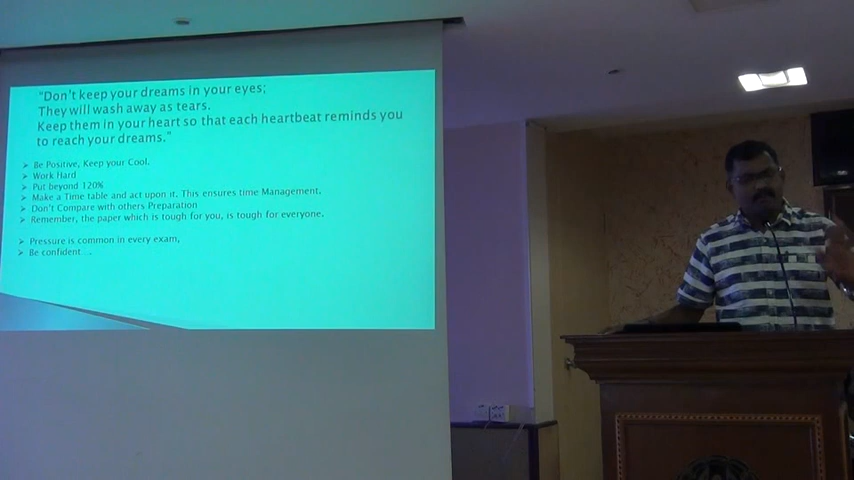 "Don't keep your dreams in your eyes;
They will wash away as tears.
Keep them in your heart so that each heartbeat reminds you
to reach your dreams."
➢ Be Positive, Keep your Cool.
➢ Work Hard
➢ Put beyond 120%
➢ Make a Time table and act upon it. This ensures time Management.
➢ Don't Compare with others Preparation
➢ Remember, the paper which is tough for you, is tough for everyone.
➢ Pressure is common in every exam,
➢ Be confident ...